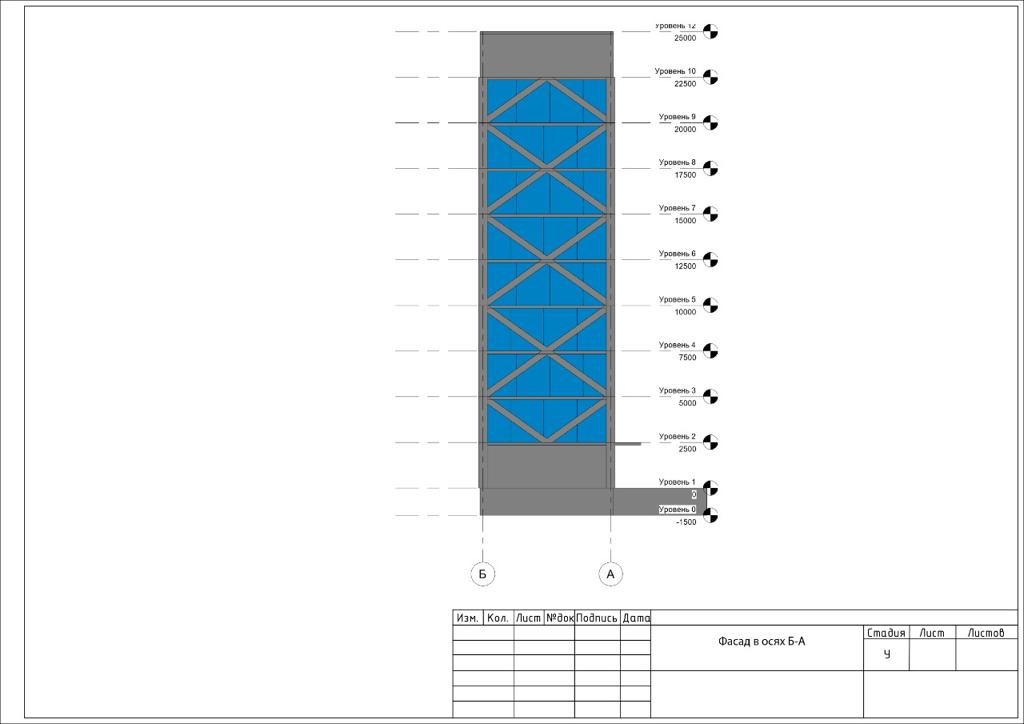 Уровень 12
25000
Уровень 10
22500
Уровень 9
20000
Уровень 8
17500
Уровень 7
15000
Уровень 6
12500
Уровень 5
10000
Уровень 4
7500
Уровень 3
5000
Уровень 2
2500
Уровень 1
0
Уровень 0
-1500
Б А
Изм. Кол. Лист №док Подпись Дата
Фасад в осях Б-А
Стадия Лист Листов
У